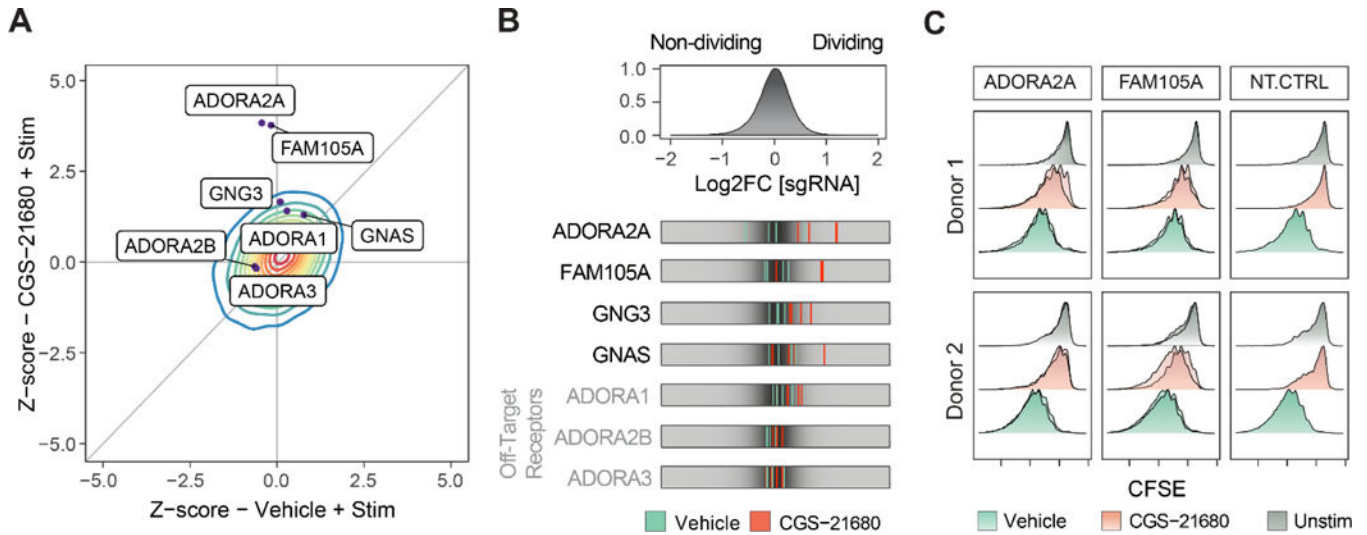 A
5.0
2.5
0.0
−2.5
−5.0
−5.0
−2.5
0.0
2.5
5.0
Z−score − CGS−21680 + Stim
Z−score − Vehicle + Stim
ADORA2A
FAM105A
GNG3
ADORA1
GNAS
ADORA2B
ADORA3
B
Non−dividing Dividing
1.0
0.5
0.0
−2 −1 0 1 2
Log2FC [sgRNA]
ADORA2A
FAM105A
GNG3
GNAS
ADORA1
ADORA2B
ADORA3
Off−Target
Receptors
Vehicle CGS−21680
C
ADORA2A FAM105A NT.CTRL
Donor 1
Donor 2
CFSE
Vehicle CGS−21680 Unstim